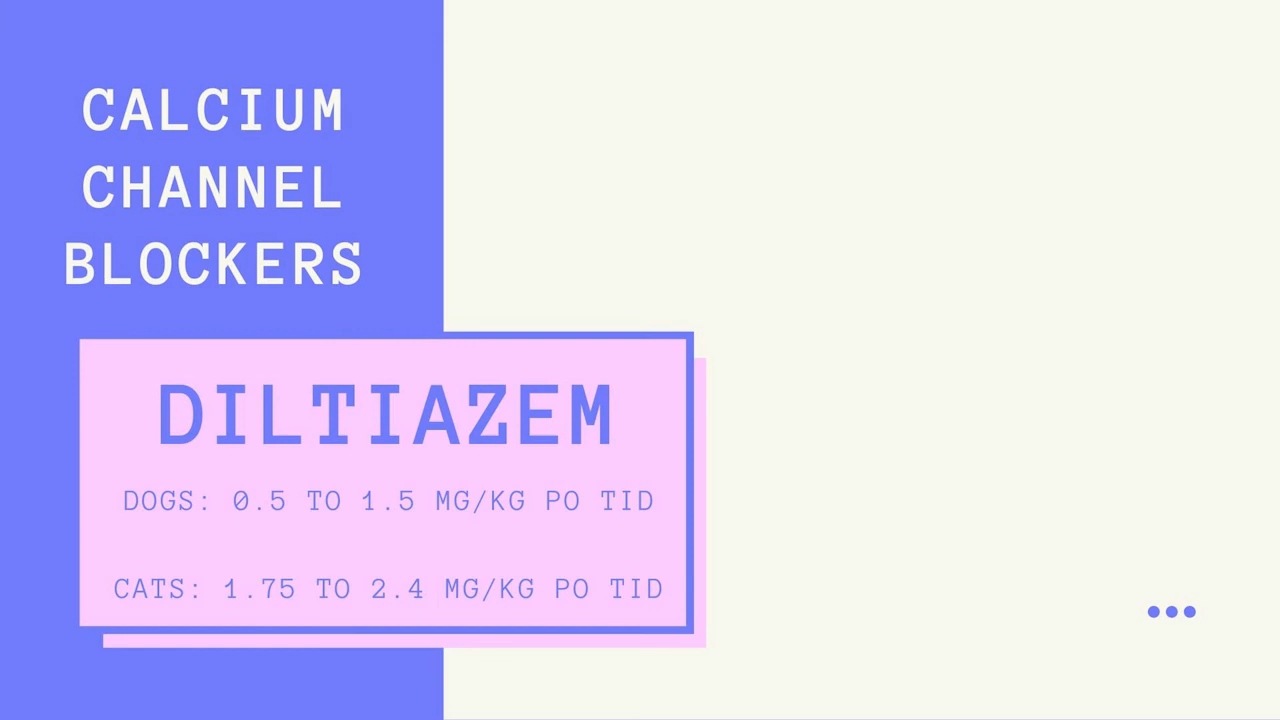 CALCIUM
CHANNEL
BLOCKERS
DILTIAZEM
DOGS: 0.5 TO 1.5 MG/KG PO TID
CATS: 1.75 TO 2.4 MG/KG PO TID